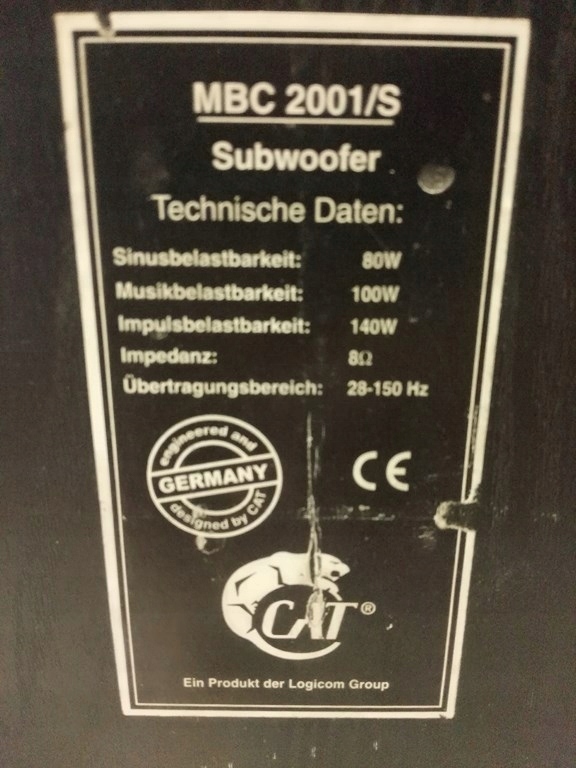 MBC 2001/S
Subwoofer
Technische Daten:
Sinusbelastbarkeit: 80W
Musikbelastbarkeit: 100W
Impulsbelastbarkeit: 140W
Impedanz: 8Ω
Übertragungsbereich: 28-150 Hz
engineered and
GERMANY
designed by CAT
CE
CAT®
Ein Produkt der Logicom Group